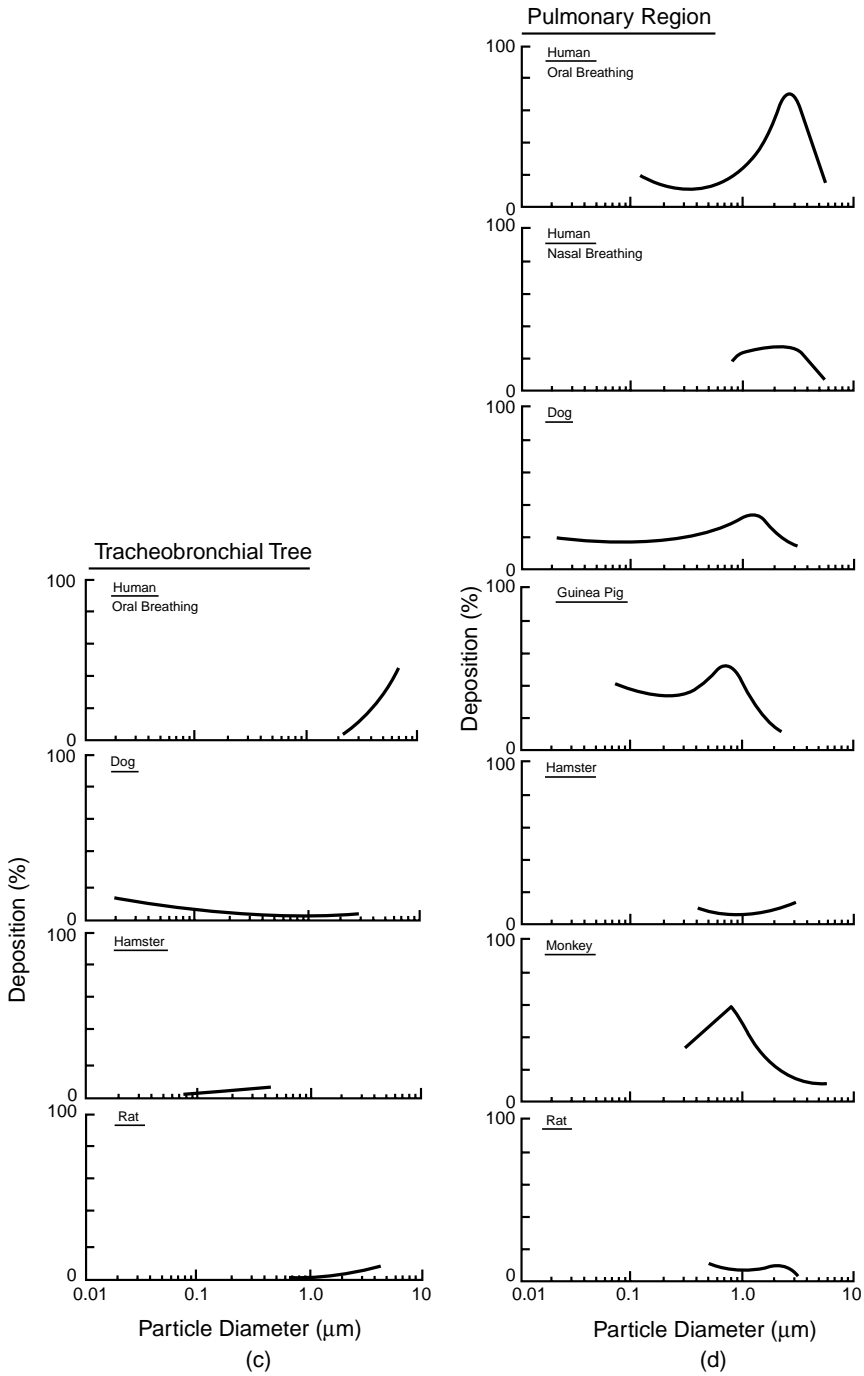 Tracheobronchial Tree
100
Human
Oral Breathing
0
100
Dog
0
100
Hamster
0
100
Rat
0
0.01 0.1 1.0 10
Deposition (%)
Particle Diameter (μm)
(c)
Pulmonary Region
100
Human
Oral Breathing
0
100
Human
Nasal Breathing
0
100
Dog
0
100
Guinea Pig
0
100
Hamster
0
100
Monkey
0
100
Rat
0
0.01 0.1 1.0 10
Deposition (%)
Particle Diameter (μm)
(d)